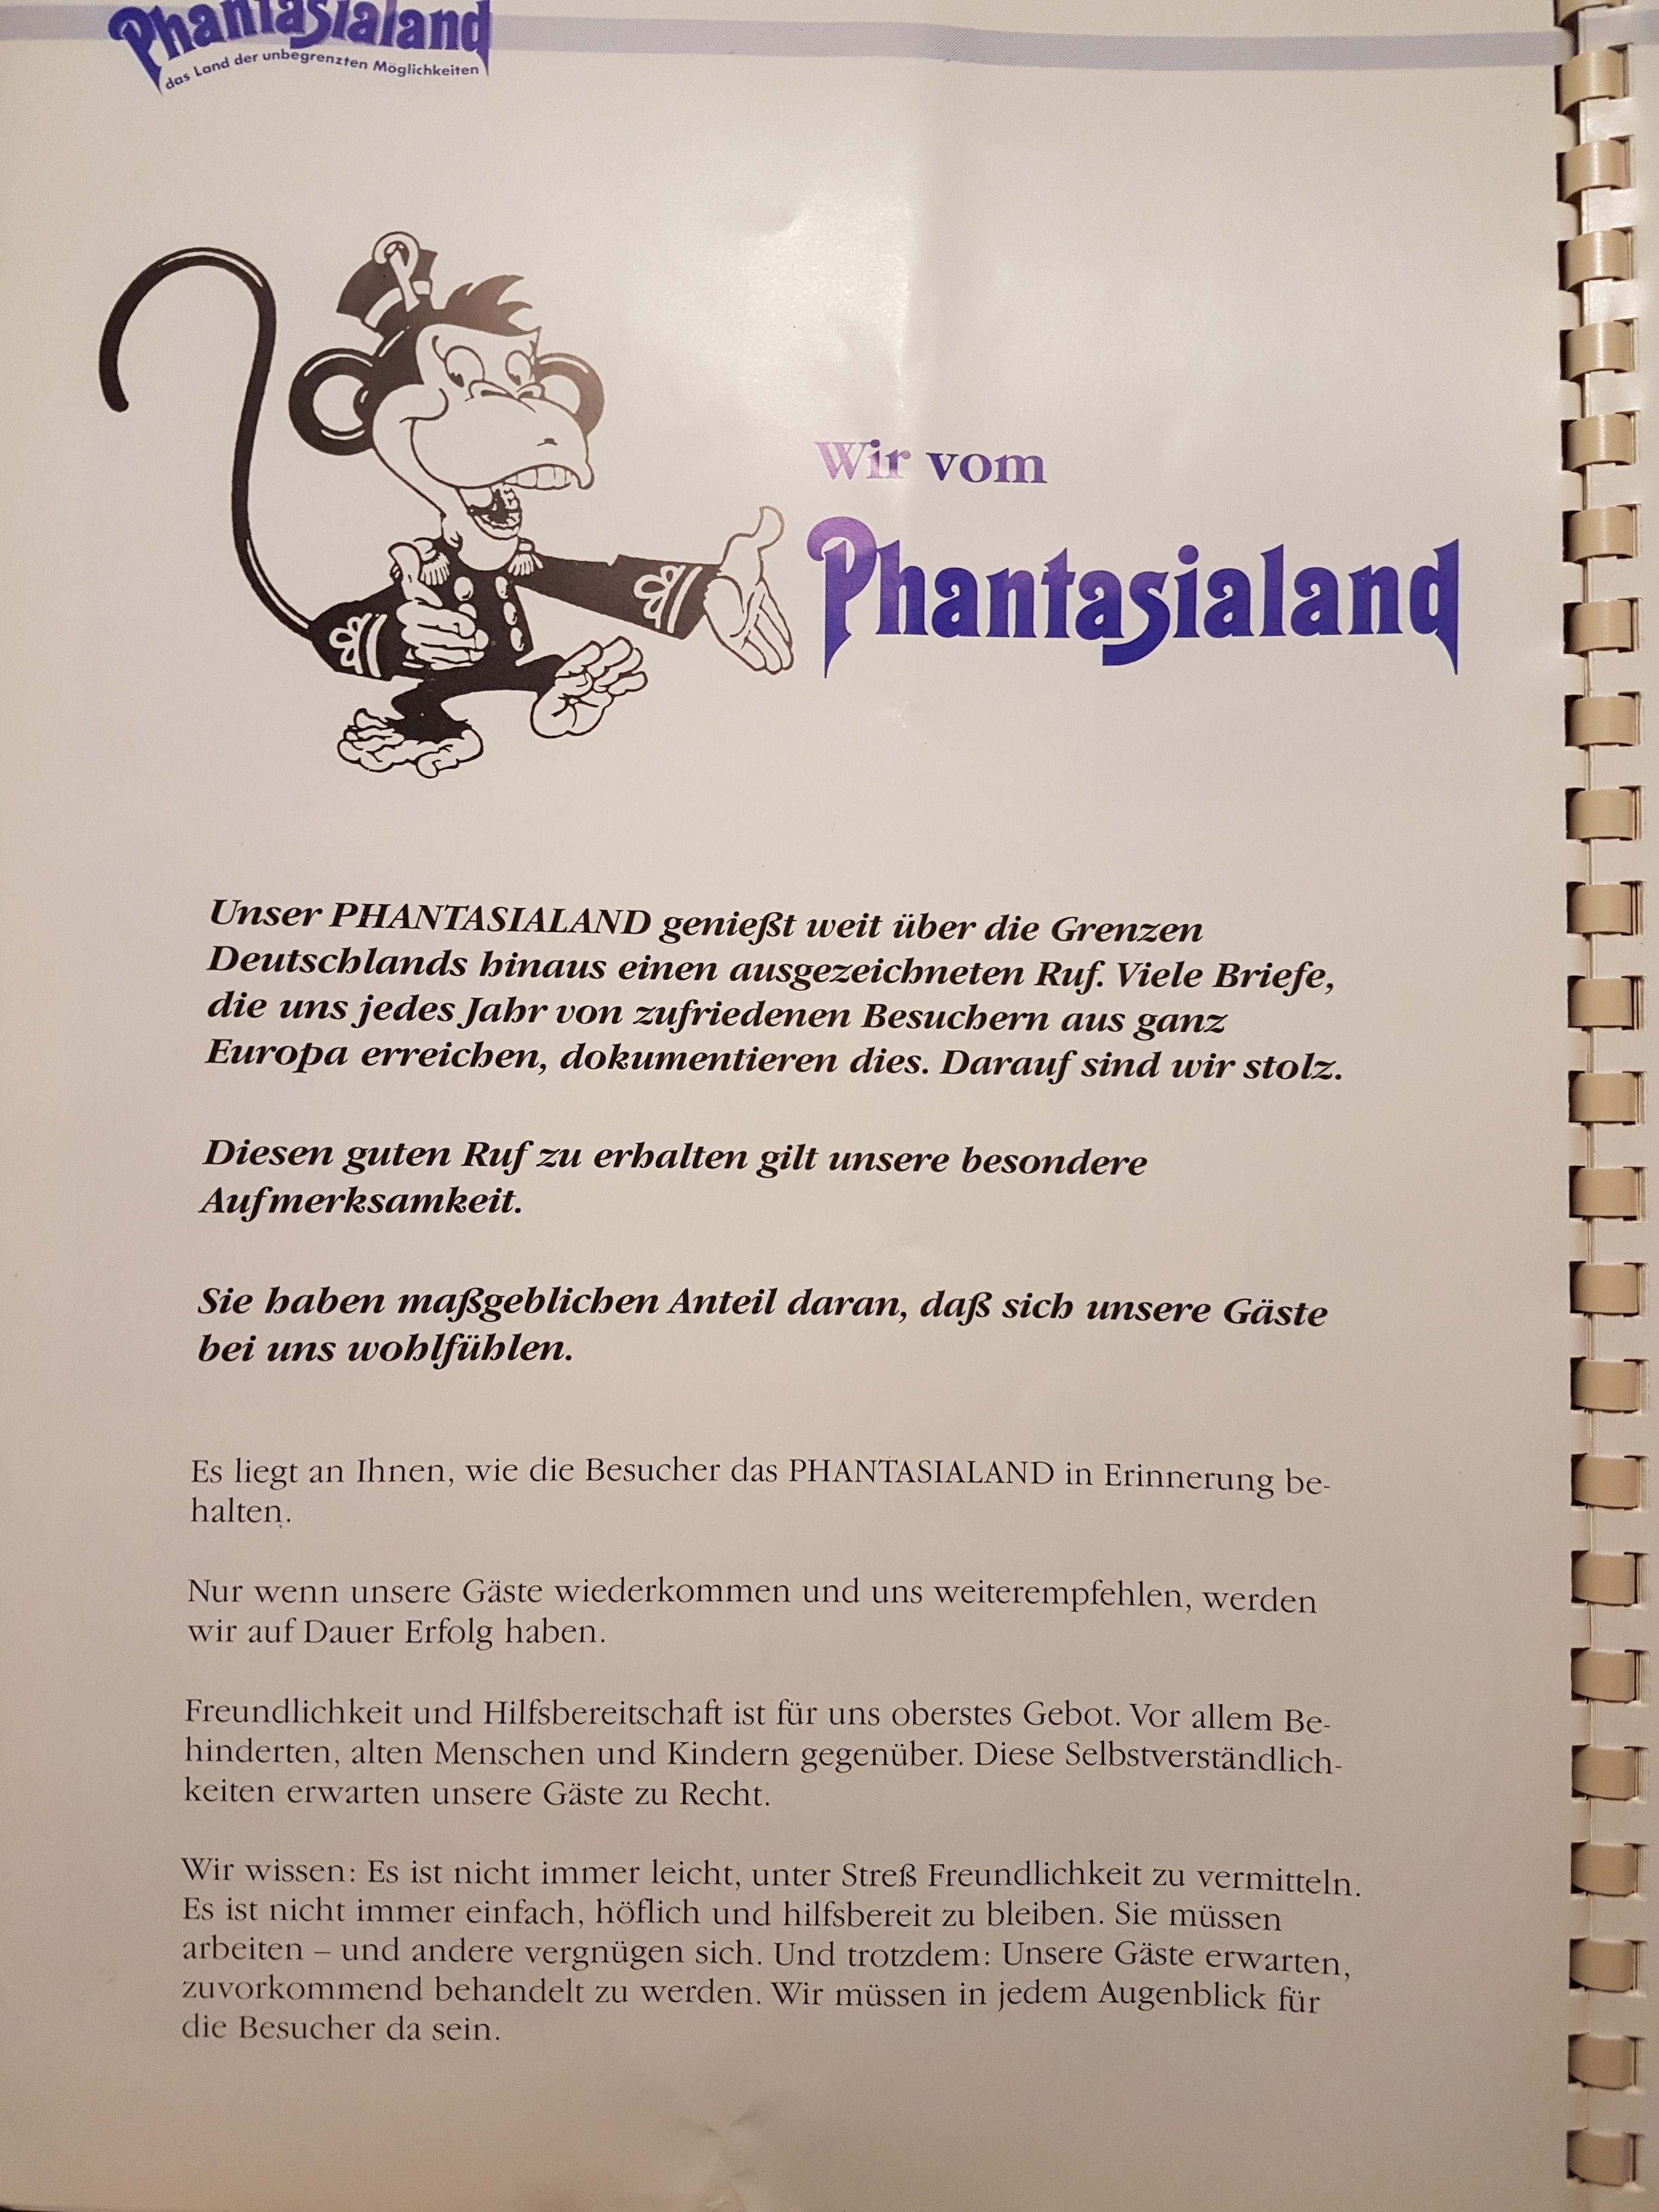 Phantasialand
das Land der unbegrenzten Möglichkeiten
Wir vom
Phantasialand
Unser PHANTASIALAND genießt weit über die Grenzen
Deutschlands hinaus einen ausgezeichneten Ruf. Viele Briefe,
die uns jedes Jahr von zufriedenen Besuchern aus ganz
Europa erreichen, dokumentieren dies. Darauf sind wir stolz.
Diesen guten Ruf zu erhalten gilt unsere besondere
Aufmerksamkeit.
Sie haben maßgeblichen Anteil daran, daß sich unsere Gäste
bei uns wohlfühlen.
Es liegt an Ihnen, wie die Besucher das PHANTASIALAND in Erinnerung be-
halten.
Nur wenn unsere Gäste wiederkommen und uns weiterempfehlen, werden
wir auf Dauer Erfolg haben.
Freundlichkeit und Hilfsbereitschaft ist für uns oberstes Gebot. Vor allem Be-
hinderten, alten Menschen und Kindern gegenüber. Diese Selbstverständlich-
keiten erwarten unsere Gäste zu Recht.
Wir wissen: Es ist nicht immer leicht, unter Streß Freundlichkeit zu vermitteln.
Es ist nicht immer einfach, höflich und hilfsbereit zu bleiben. Sie müssen
arbeiten – und andere vergnügen sich. Und trotzdem: Unsere Gäste erwarten,
zuvorkommend behandelt zu werden. Wir müssen in jedem Augenblick für
die Besucher da sein.